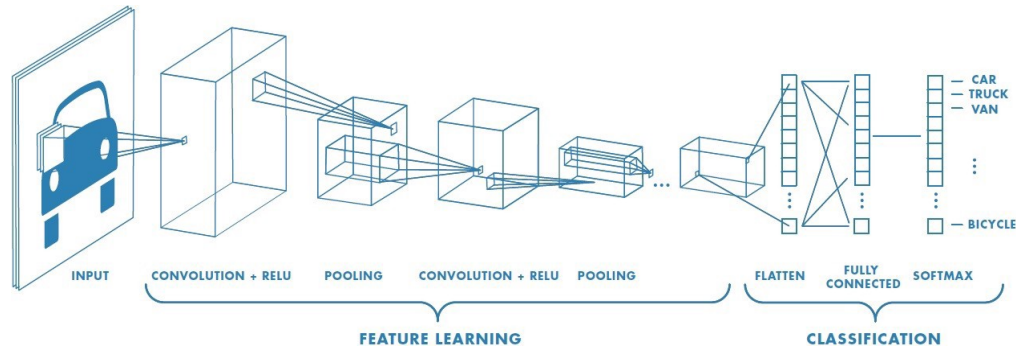 CAR
TRUCK
VAN
BICYCLE
INPUT
CONVOLUTION + RELU
POOLING
CONVOLUTION + RELU
POOLING
FLATTEN
FULLY
CONNECTED
SOFTMAX
FEATURE LEARNING
CLASSIFICATION